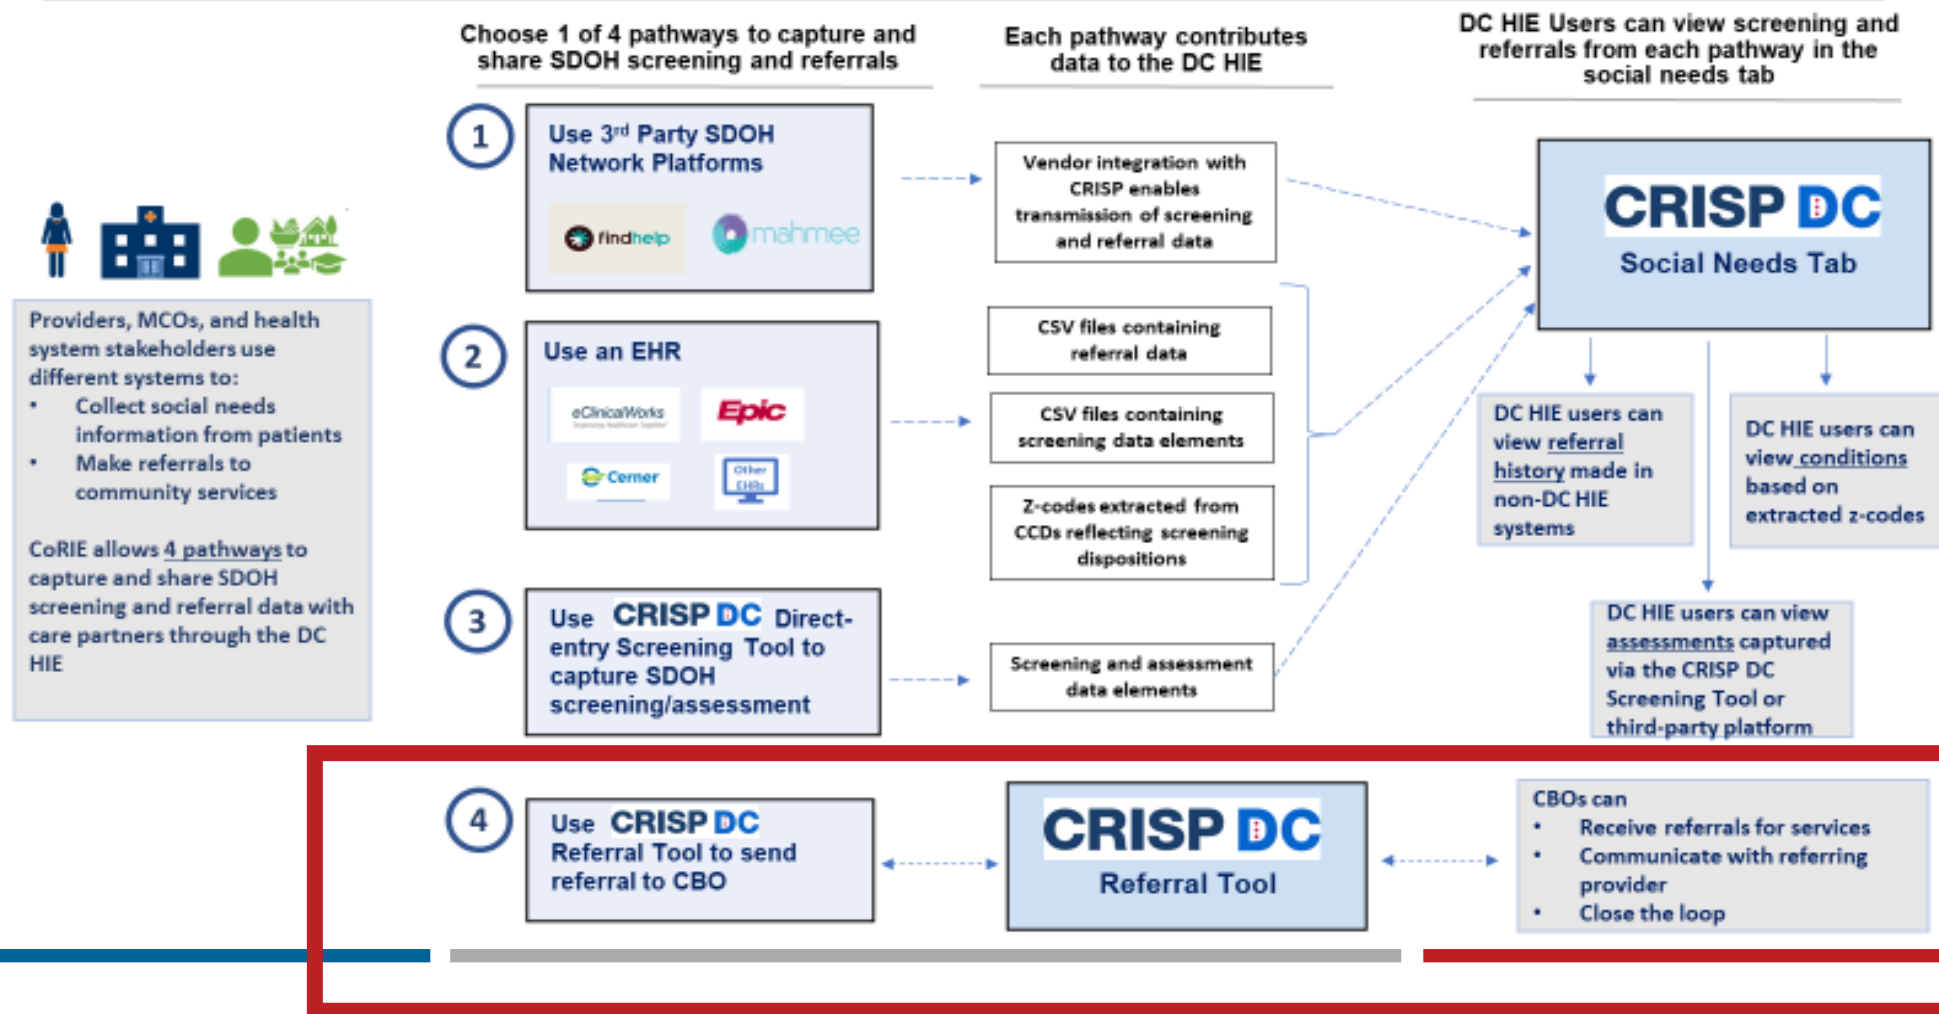 Choose 1 of 4 pathways to capture and
share SDOH screening and referrals
Each pathway contributes
data to the DC HIE
DC HIE Users can view screening and
referrals from each pathway in the
social needs tab
Providers, MCOs, and health
system stakeholders use
different systems to:
• Collect social needs
information from patients
• Make referrals to
community services
CoRIE allows 4 pathways to
capture and share SDOH
screening and referral data with
care partners through the DC
HIE
1
Use 3rd Party SDOH
Network Platforms
findhelp
mahmee
Vendor integration with
CRISP enables
transmission of screening
and referral data
2
Use an EHR
eClinicalWorks
Epic
Cerner
Other
EHRs
CSV files containing
referral data
CSV files containing
screening data elements
Z-codes extracted from
CCDs reflecting screening
dispositions
3
Use CRISP DC Direct-
entry Screening Tool to
capture SDOH
screening/assessment
Screening and assessment
data elements
CRISP DC
Social Needs Tab
DC HIE users can
view referral
history made in
non-DC HIE
systems
DC HIE users can
view conditions
based on
extracted z-codes
DC HIE users can view
assessments captured
via the CRISP DC
Screening Tool or
third-party platform
4
Use CRISP DC
Referral Tool to send
referral to CBO
CRISP DC
Referral Tool
CBOs can
• Receive referrals for services
• Communicate with referring
provider
• Close the loop